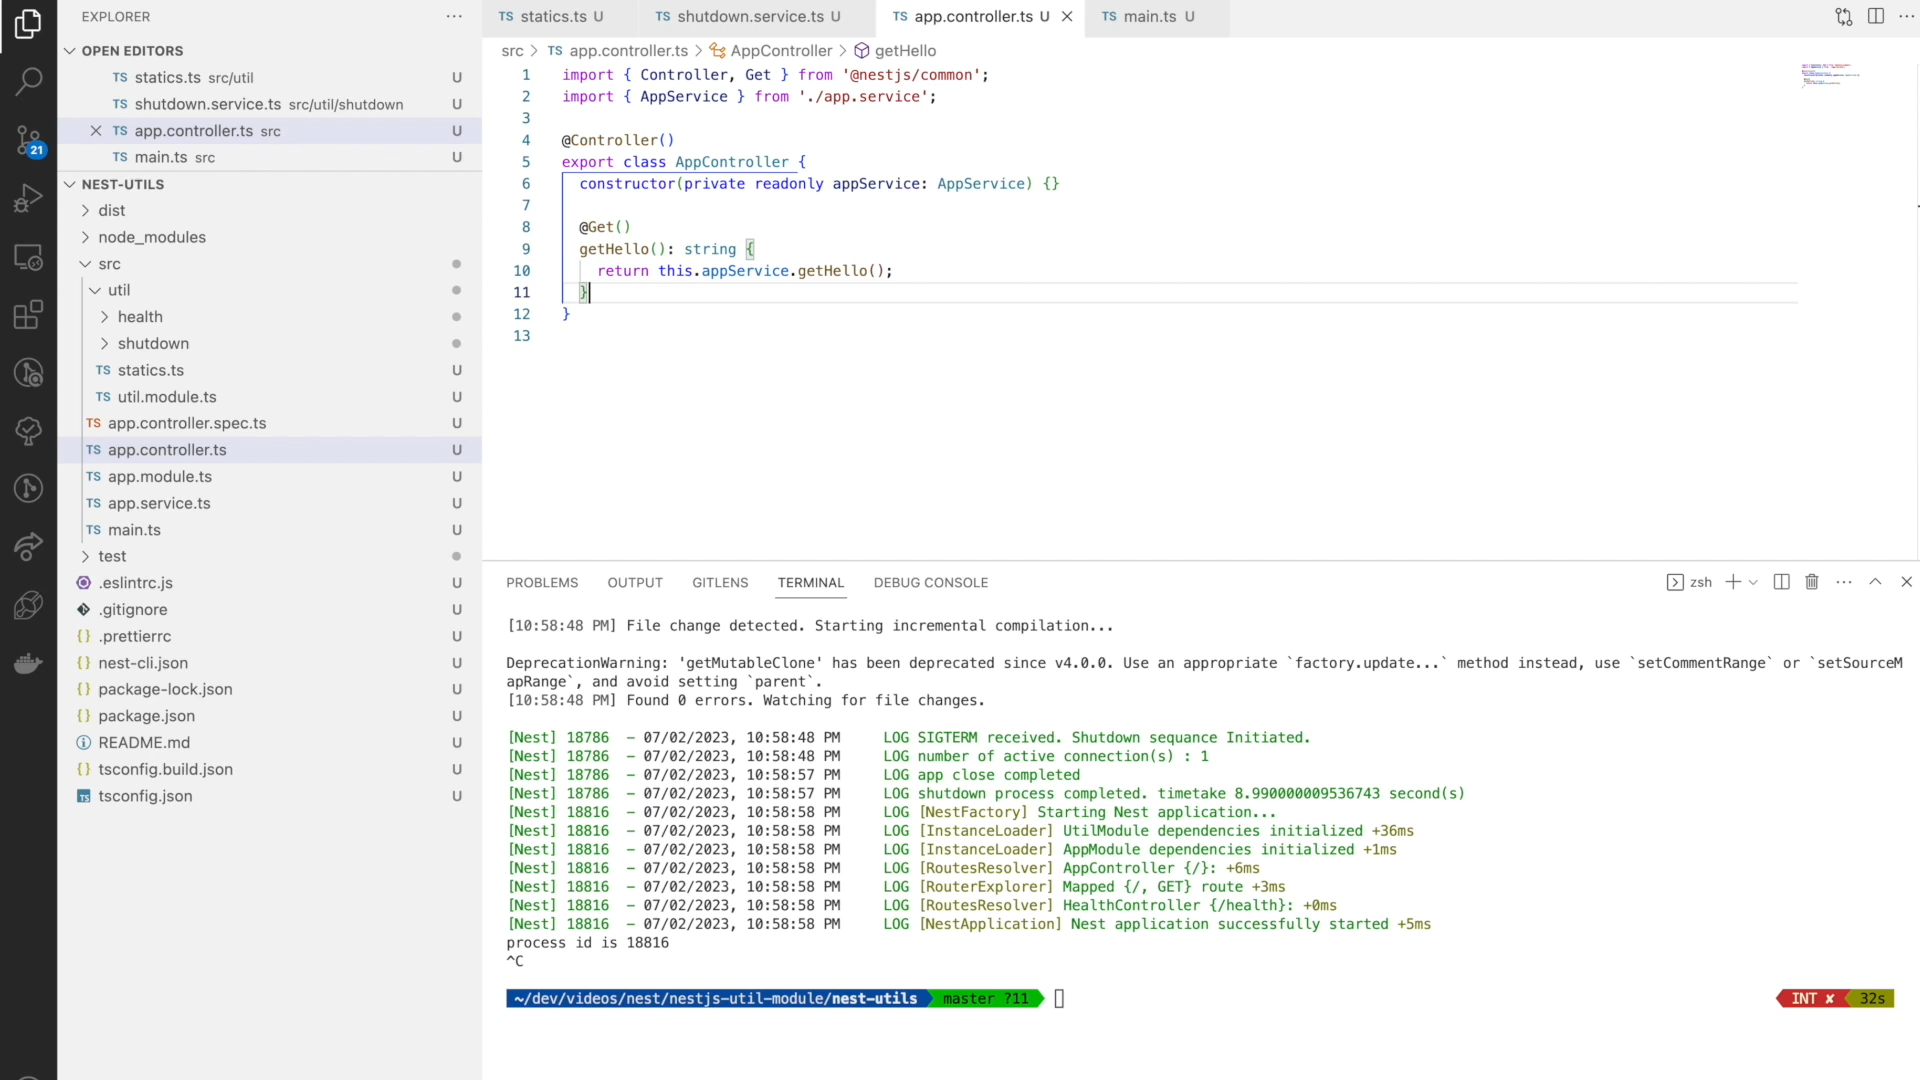 EXPLORER
OPEN EDITORS
TS statics.ts src/util U
TS shutdown.service.ts src/util/shutdown U
TS app.controller.ts src U
TS main.ts src U
21
NEST-UTILS
dist
node_modules
src
util
health
shutdown
TS statics.ts U
TS util.module.ts U
TS app.controller.spec.ts U
TS app.controller.ts U
TS app.module.ts U
TS app.service.ts U
TS main.ts U
test
.eslintrc.js U
.gitignore U
{} .prettierrc U
{} nest-cli.json U
{} package-lock.json U
{} package.json U
README.md U
{} tsconfig.build.json U
TS tsconfig.json U
TS statics.ts U TS shutdown.service.ts U TS app.controller.ts U TS main.ts U
src > TS app.controller.ts > AppController > getHello
1 import { Controller, Get } from '@nestjs/common';
2 import { AppService } from './app.service';
3
4 @Controller()
5 export class AppController {
6 constructor(private readonly appService: AppService) {}
7
8 @Get()
9 getHello(): string {
10 return this.appService.getHello();
11 }
12 }
13
PROBLEMS OUTPUT GITLENS TERMINAL DEBUG CONSOLE zsh
[10:58:48 PM] File change detected. Starting incremental compilation...
DeprecationWarning: 'getMutableClone' has been deprecated since v4.0.0. Use an appropriate `factory.update...` method instead, use `setCommentRange` or `setSourceM
apRange`, and avoid setting `parent`.
[10:58:48 PM] Found 0 errors. Watching for file changes.
[Nest] 18786 - 07/02/2023, 10:58:48 PM LOG SIGTERM received. Shutdown sequance Initiated.
[Nest] 18786 - 07/02/2023, 10:58:48 PM LOG number of active connection(s) : 1
[Nest] 18786 - 07/02/2023, 10:58:57 PM LOG app close completed
[Nest] 18786 - 07/02/2023, 10:58:57 PM LOG shutdown process completed. timetake 8.990000009536743 second(s)
[Nest] 18816 - 07/02/2023, 10:58:58 PM LOG [NestFactory] Starting Nest application...
[Nest] 18816 - 07/02/2023, 10:58:58 PM LOG [InstanceLoader] UtilModule dependencies initialized +36ms
[Nest] 18816 - 07/02/2023, 10:58:58 PM LOG [InstanceLoader] AppModule dependencies initialized +1ms
[Nest] 18816 - 07/02/2023, 10:58:58 PM LOG [RoutesResolver] AppController {/}: +6ms
[Nest] 18816 - 07/02/2023, 10:58:58 PM LOG [RouterExplorer] Mapped {/, GET} route +3ms
[Nest] 18816 - 07/02/2023, 10:58:58 PM LOG [RoutesResolver] HealthController {/health}: +0ms
[Nest] 18816 - 07/02/2023, 10:58:58 PM LOG [NestApplication] Nest application successfully started +5ms
process id is 18816
^C
~/dev/videos/nest/nestjs-util-module/nest-utils master ?11 INT ✘ 32s